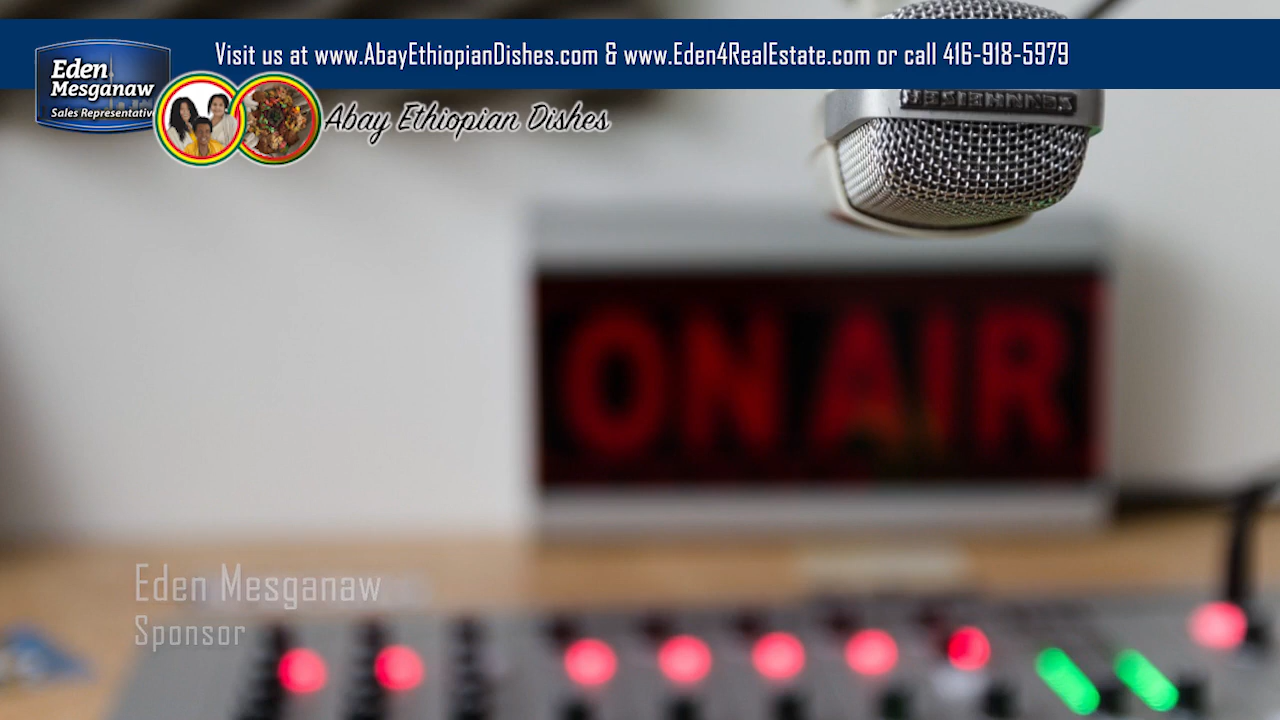 Visit us at www.AbayEthiopianDishes.com & www.Eden4RealEstate.com or call 416-918-5979
Eden
Mesganaw
Sales Representative
Abay Ethiopian Dishes
SENNHEISER
ON AIR
Eden Mesganaw
Sponsor